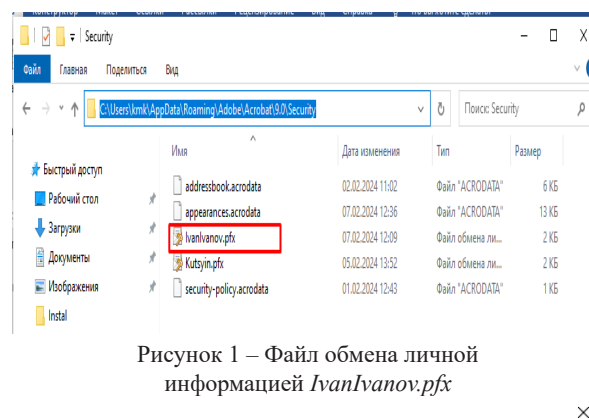 Security
Файл Главная Поделиться Вид
C:\Users\kmk\AppData\Roaming\Adobe\Acrobat\9.0\Security
Поиск: Security
Имя Дата изменения Тип Размер
Быстрый доступ
Рабочий стол
Загрузки
Документы
Изображения
Instal
addressbook.acrodata 02.02.2024 11:02 Файл "ACRODATA" 6 КБ
appearances.acrodata 07.02.2024 12:36 Файл "ACRODATA" 13 КБ
IvanIvanov.pfx 07.02.2024 12:09 Файл обмена ли... 2 КБ
Kutsyin.pfx 05.02.2024 13:52 Файл обмена ли... 2 КБ
security-policy.acrodata 01.02.2024 12:43 Файл "ACRODATA" 1 КБ
Рисунок 1 – Файл обмена личной
информацией IvanIvanov.pfx